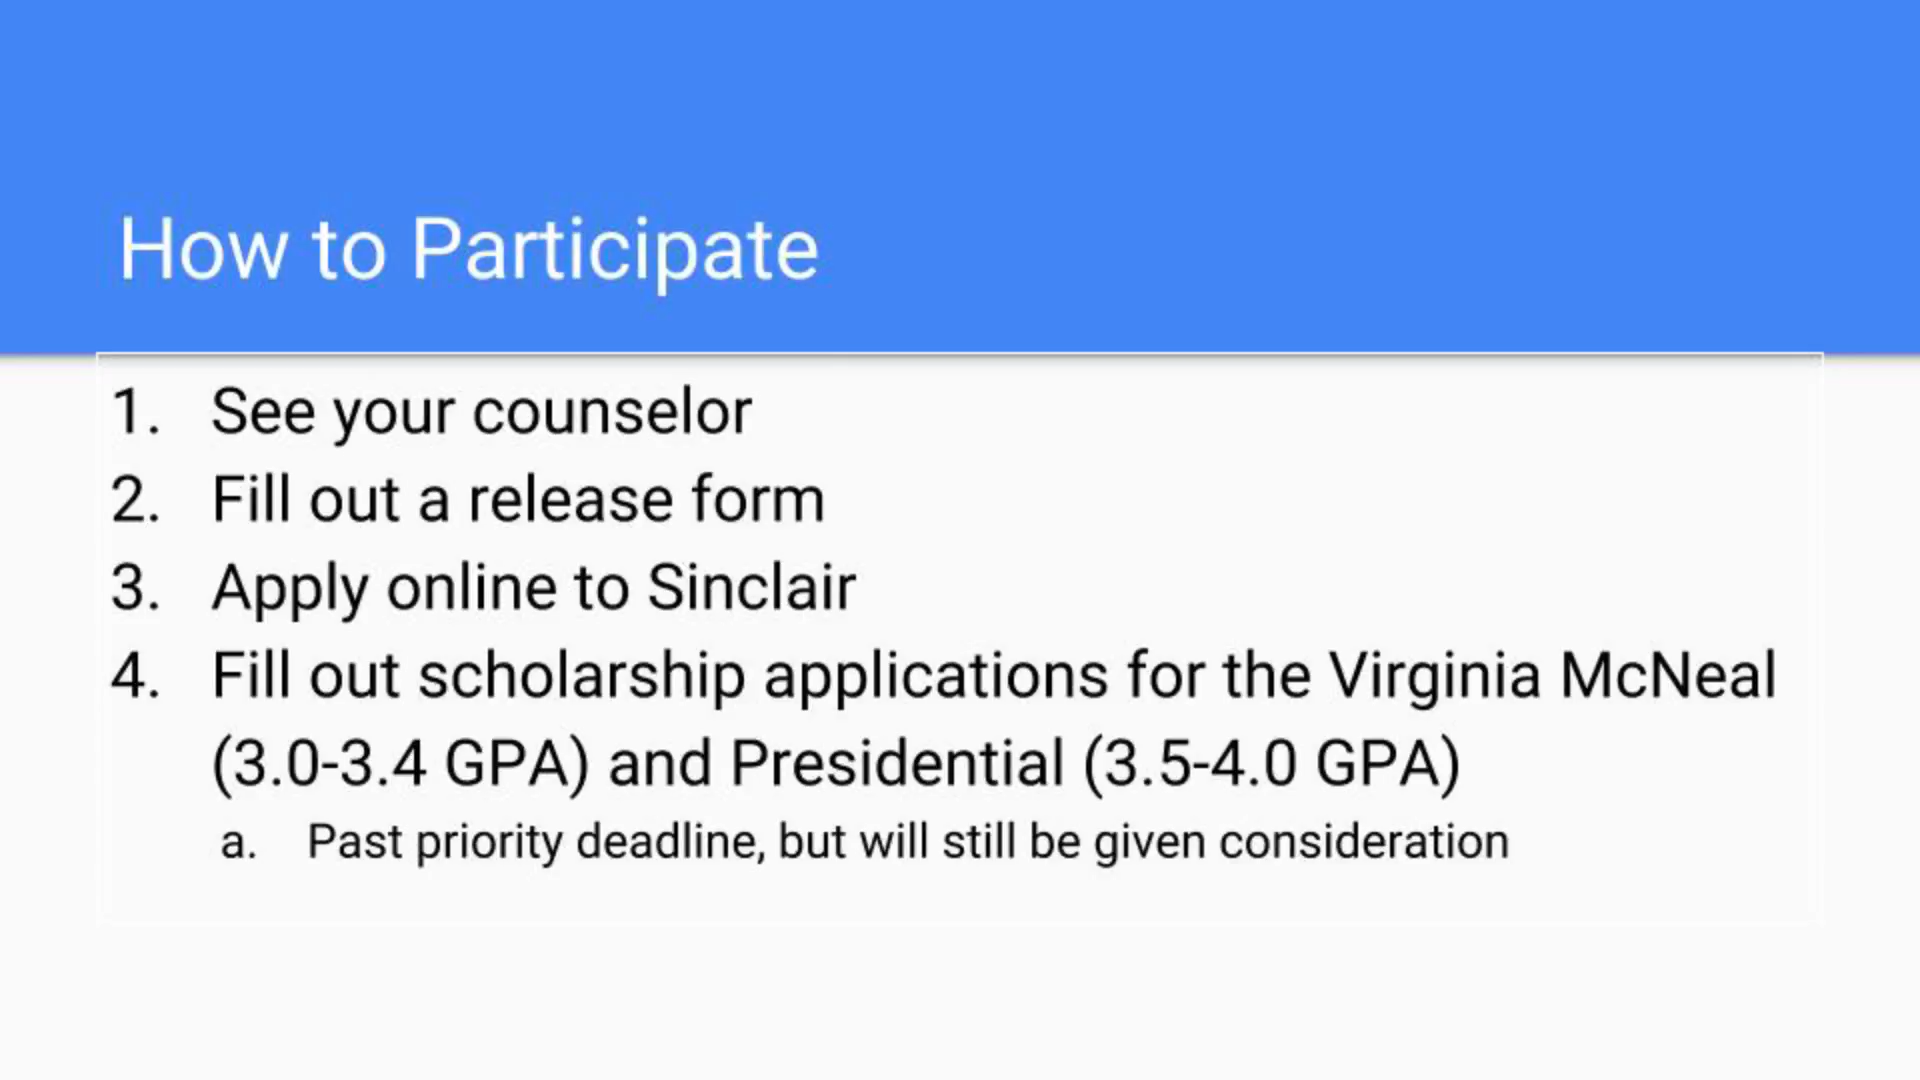 How to Participate
1. See your counselor
2. Fill out a release form
3. Apply online to Sinclair
4. Fill out scholarship applications for the Virginia McNeal
(3.0-3.4 GPA) and Presidential (3.5-4.0 GPA)
a. Past priority deadline, but will still be given consideration